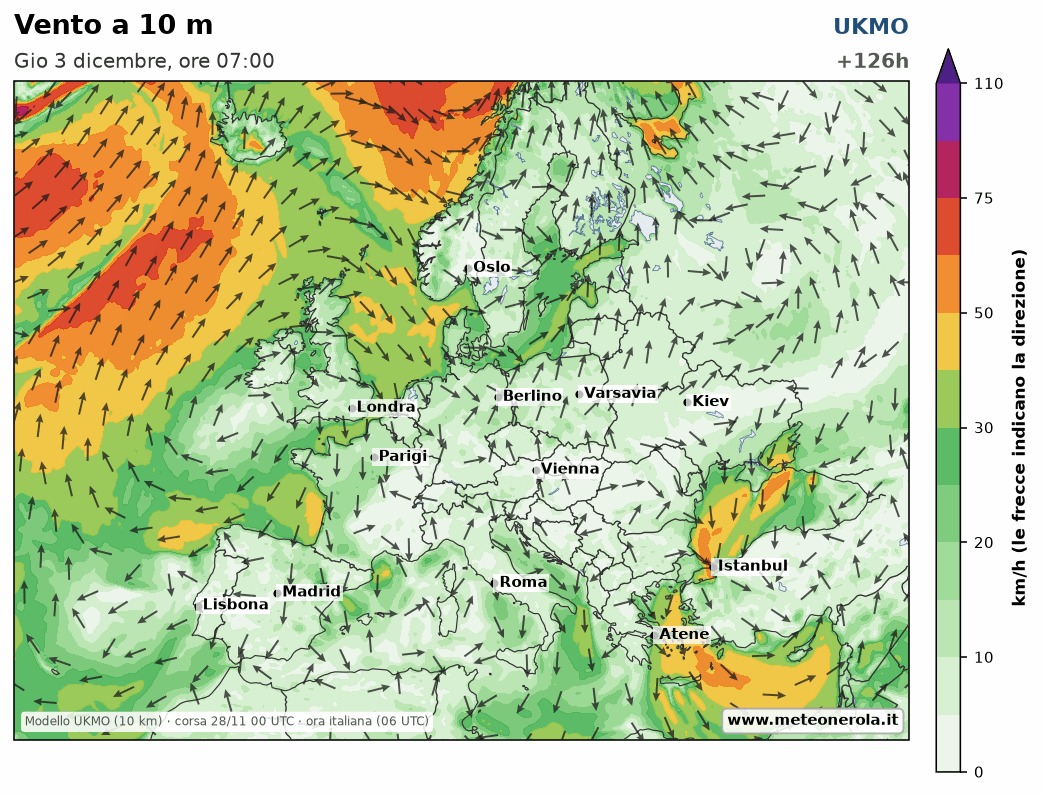 Vento a 10 m
UKMO
Gio 3 dicembre, ore 07:00
+126h
110
75
50
30
20
10
0
km/h (le frecce indicano la direzione)
Oslo
Londra
Berlino
Varsavia
Kiev
Parigi
Vienna
Istanbul
Roma
Madrid
Lisbona
Atene
Modello UKMO (10 km) · corsa 28/11 00 UTC · ora italiana (06 UTC)
www.meteonerola.it